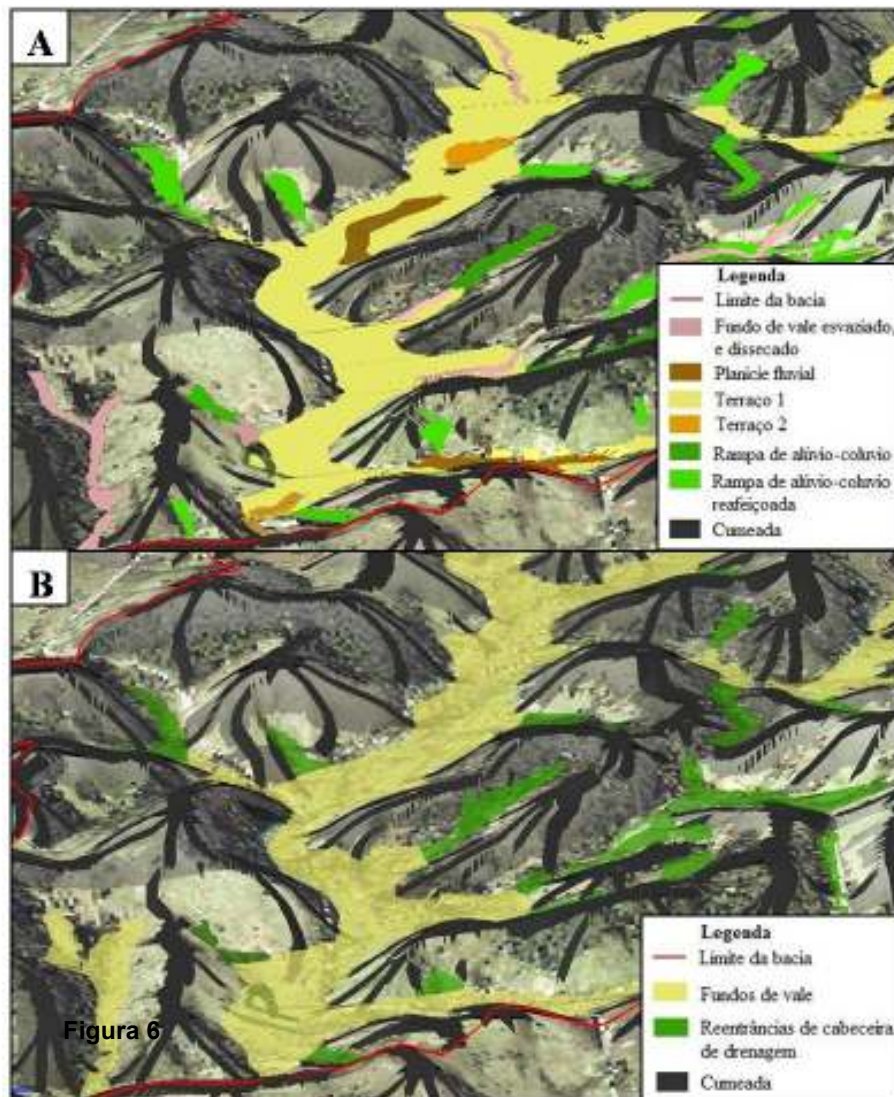 A
Legenda
Limite da bacia
Fundo de vale esvaziado,
e dissecado
Planície fluvial
Terraço 1
Terraço 2
Rampa de alúvio-coluvio
Rampa de alúvio-coluvio
reafeiçoada
Cumeada
B
Legenda
Limite da bacia
Fundos de vale
Reentrâncias de cabeceira
de drenagem
Cumeada
Figura 6